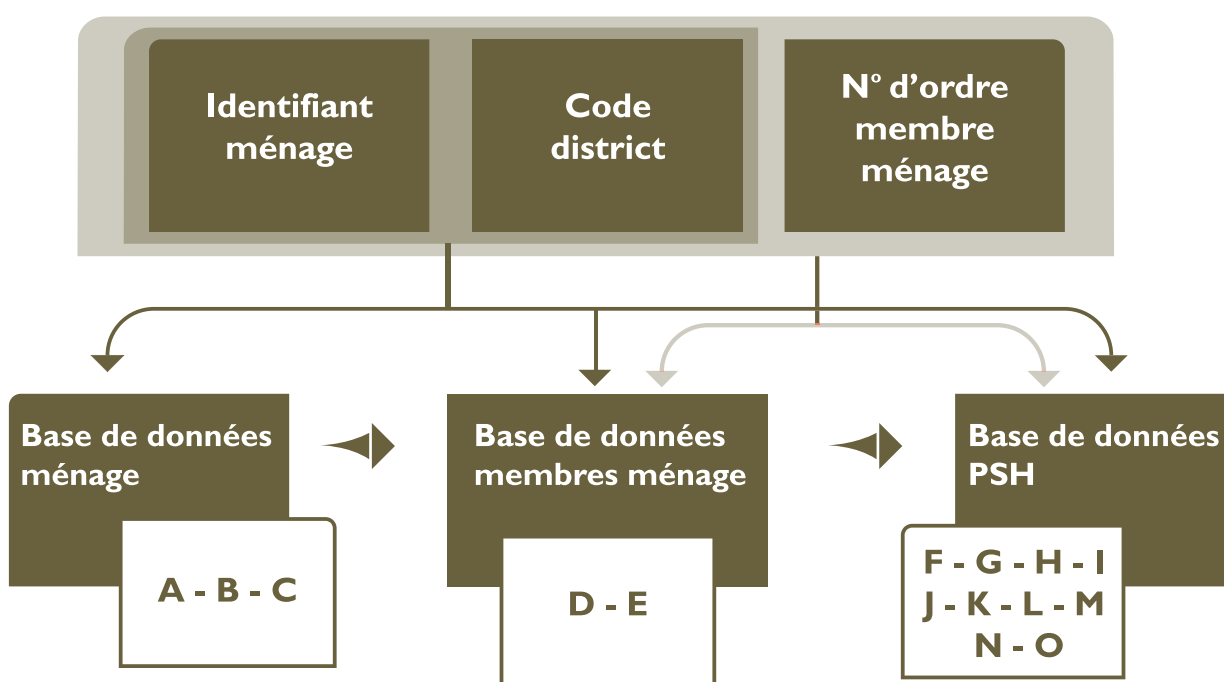 Identifiant
ménage
Code
district
N° d’ordre
membre
ménage
Base de données
ménage
A - B - C
Base de données
membres ménage
D - E
Base de données
PSH
F - G - H - I
J - K - L - M
N - O